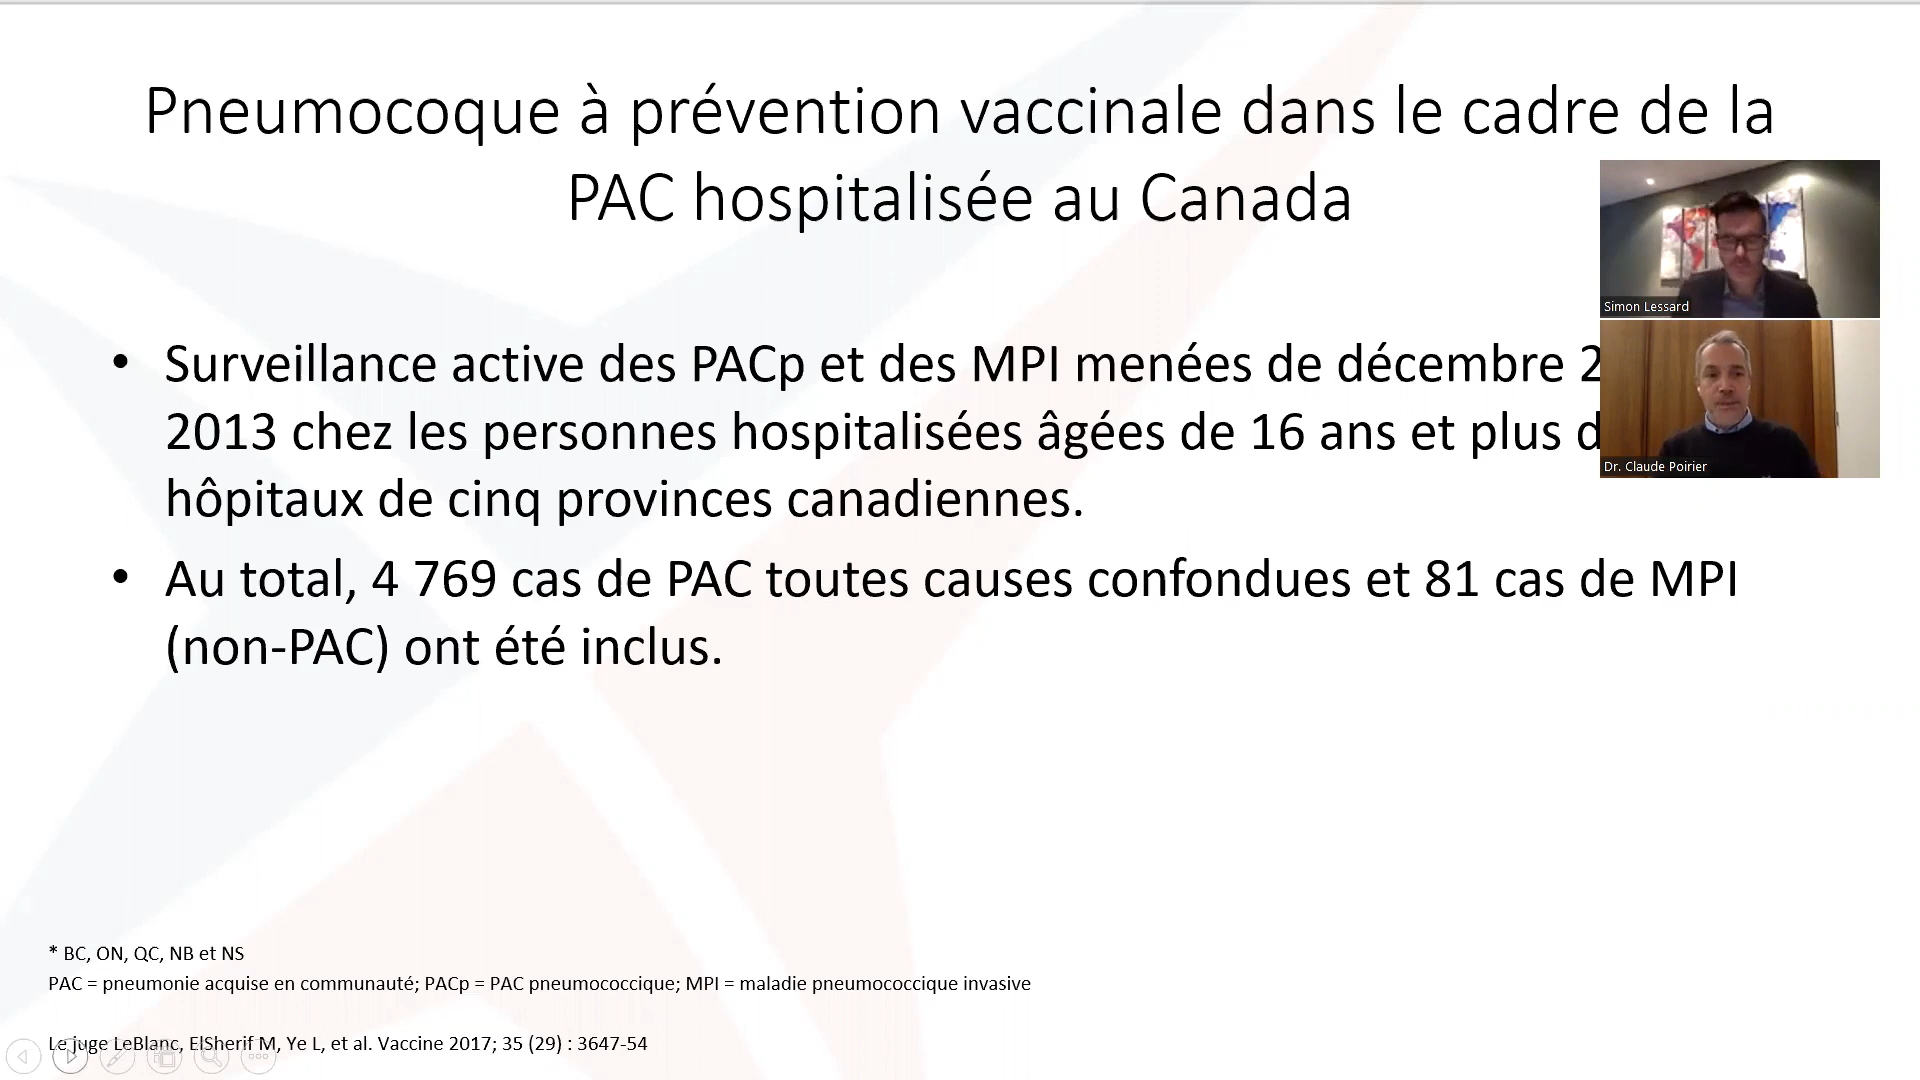 Pneumocoque à prévention vaccinale dans le cadre de la
PAC hospitalisée au Canada
• Surveillance active des PACp et des MPI menées de décembre
2013 chez les personnes hospitalisées âgées de 16 ans et plus
hôpitaux de cinq provinces canadiennes.
• Au total, 4 769 cas de PAC toutes causes confondues et 81 cas de MPI
(non-PAC) ont été inclus.
Simon Lessard
Dr. Claude Poirier
* BC, ON, QC, NB et NS
PAC = pneumonie acquise en communauté; PACp = PAC pneumococcique; MPI = maladie pneumococcique invasive
Le juge LeBlanc, ElSherif M, Ye L, et al. Vaccine 2017; 35 (29) : 3647-54